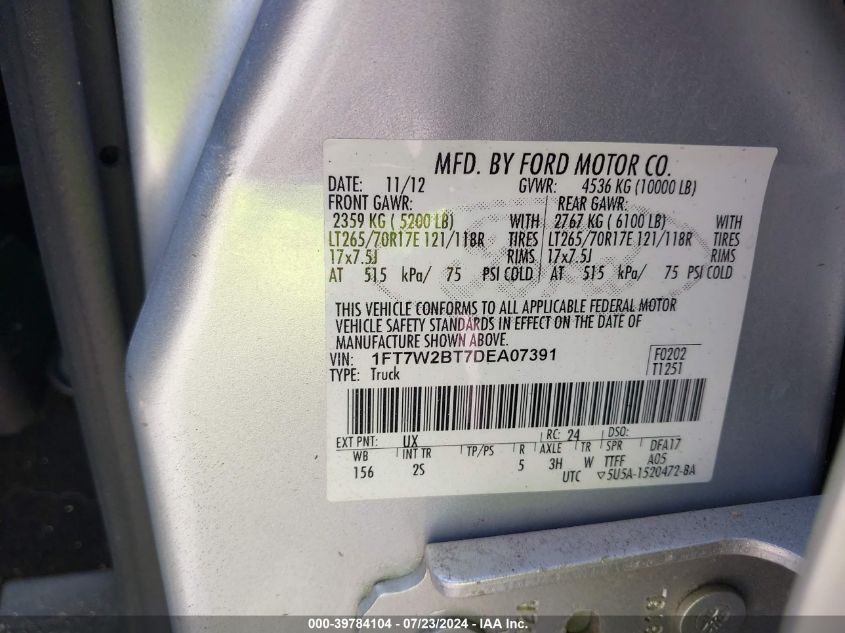 MFD. BY FORD MOTOR CO.
DATE: 11/12 GVWR: 4536 KG (10000 LB)
FRONT GAWR: REAR GAWR:
2359 KG ( 5200 LB) WITH 2767 KG ( 6100 LB) WITH
LT265/70R17E 121/118R TIRES LT265/70R17E 121/118R TIRES
17x7.5J RIMS 17x7.5J RIMS
AT 515 kPa/ 75 PSI COLD AT 515 kPa/ 75 PSI COLD
THIS VEHICLE CONFORMS TO ALL APPLICABLE FEDERAL MOTOR
VEHICLE SAFETY STANDARDS IN EFFECT ON THE DATE OF
MANUFACTURE SHOWN ABOVE.
VIN: 1FT7W2BT7DEA07391 F0202
TYPE: Truck T1251
EXT PNT: UX RC: 24 DSO:
WB INT TR TP/PS R AXLE TR SPR DFA17
156 2S 5 3H W TTFF A05
UTC ▽5U5A-1520472-BA
000-39784104 - 07/23/2024 - IAA Inc.